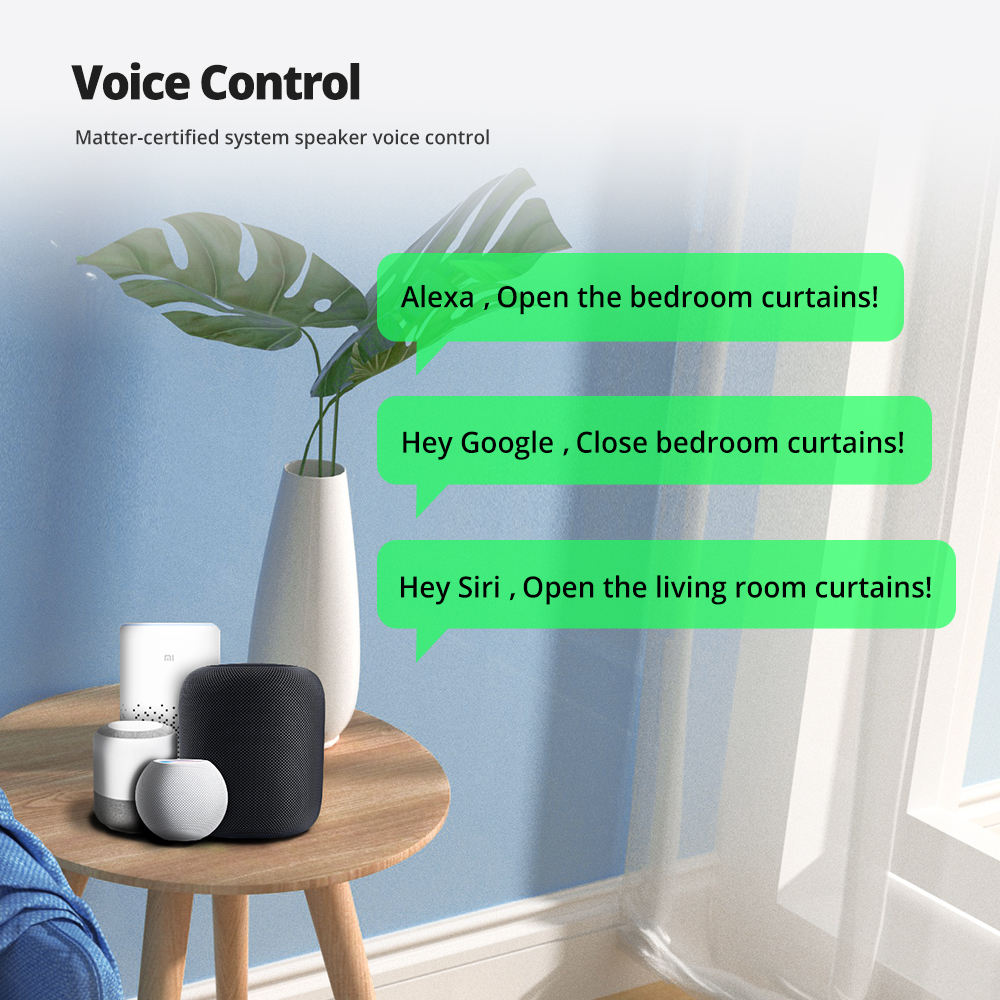 Voice Control
Matter-certified system speaker voice control
Alexa , Open the bedroom curtains!
Hey Google , Close bedroom curtains!
Hey Siri , Open the living room curtains!
mi